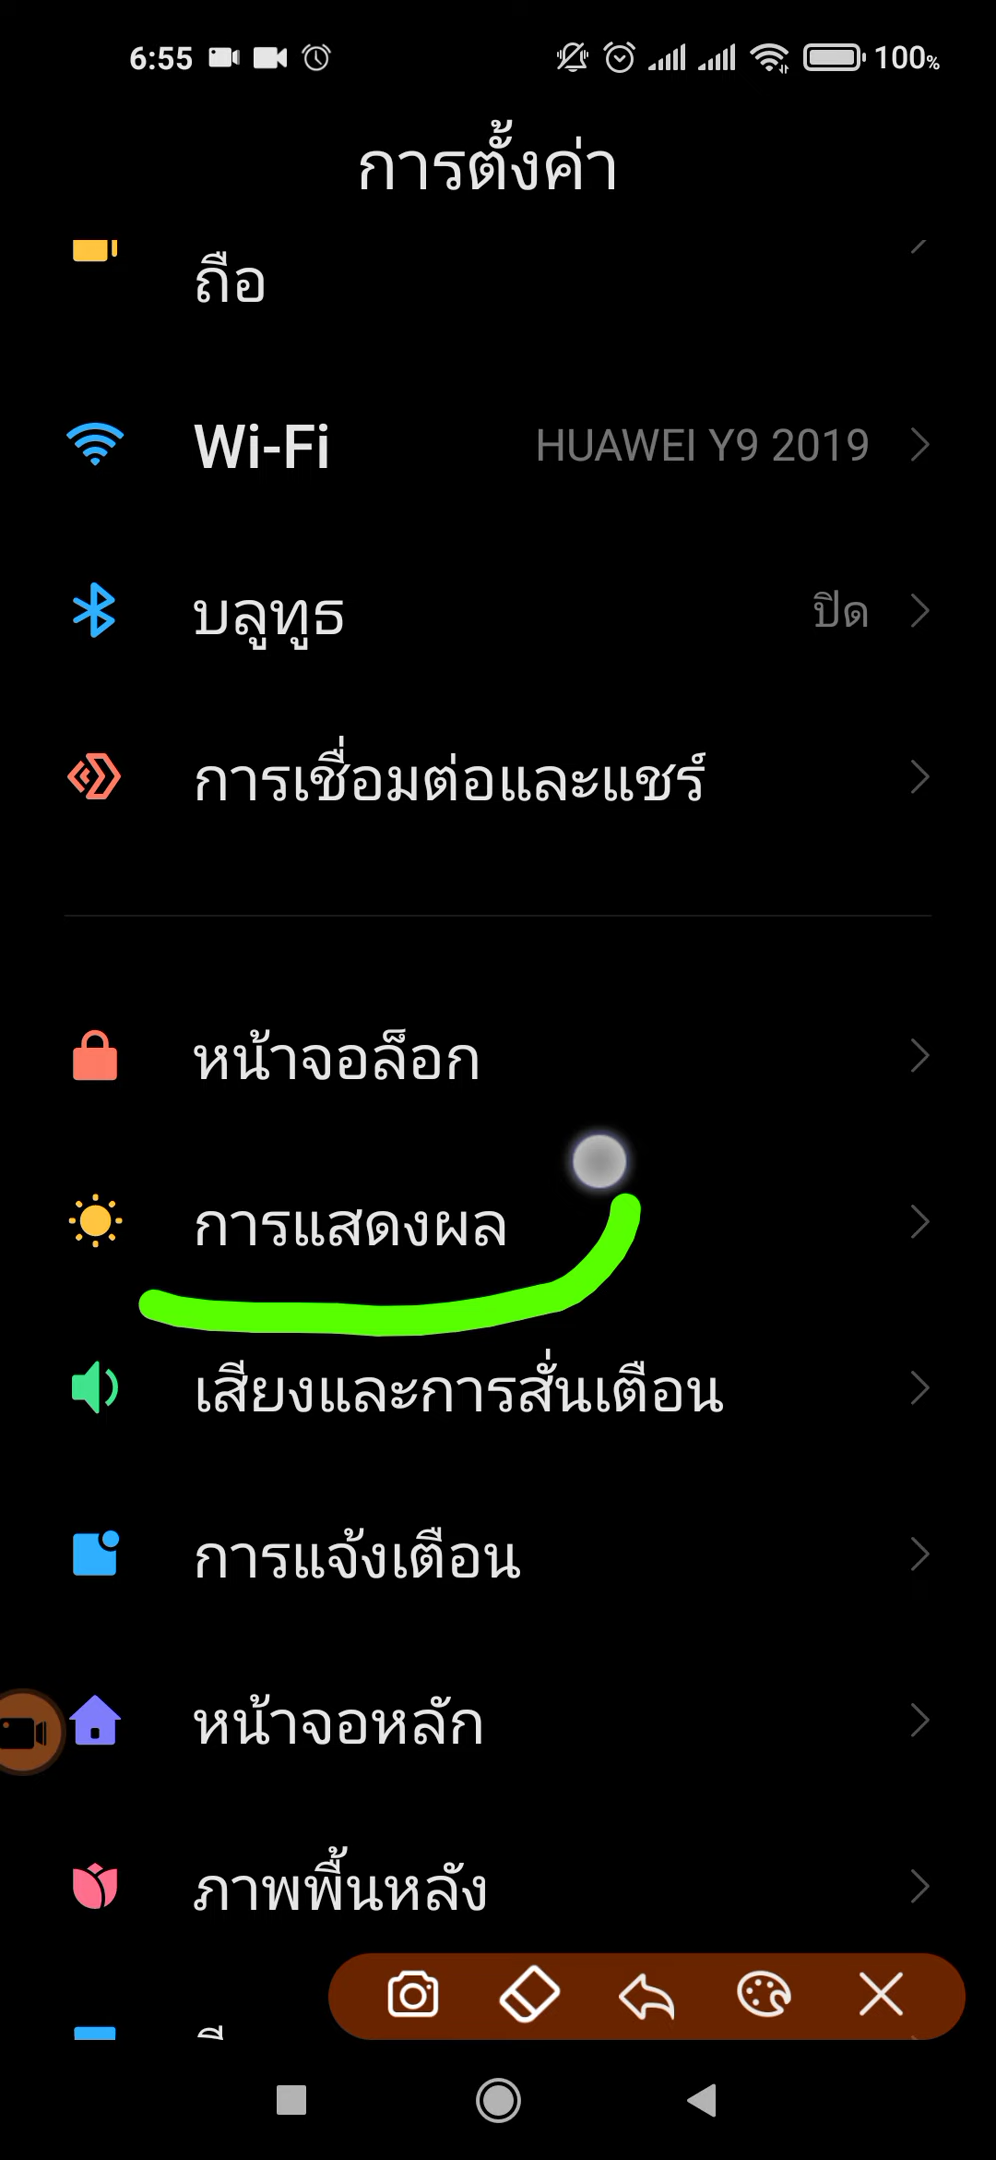 6:55
100%
การตั้งค่า
ถือ
Wi-Fi
HUAWEI Y9 2019
บลูทูธ
ปิด
การเชื่อมต่อและแชร์
หน้าจอล็อก
การแสดงผล
เสียงและการสั่นเตือน
การแจ้งเตือน
หน้าจอหลัก
ภาพพื้นหลัง